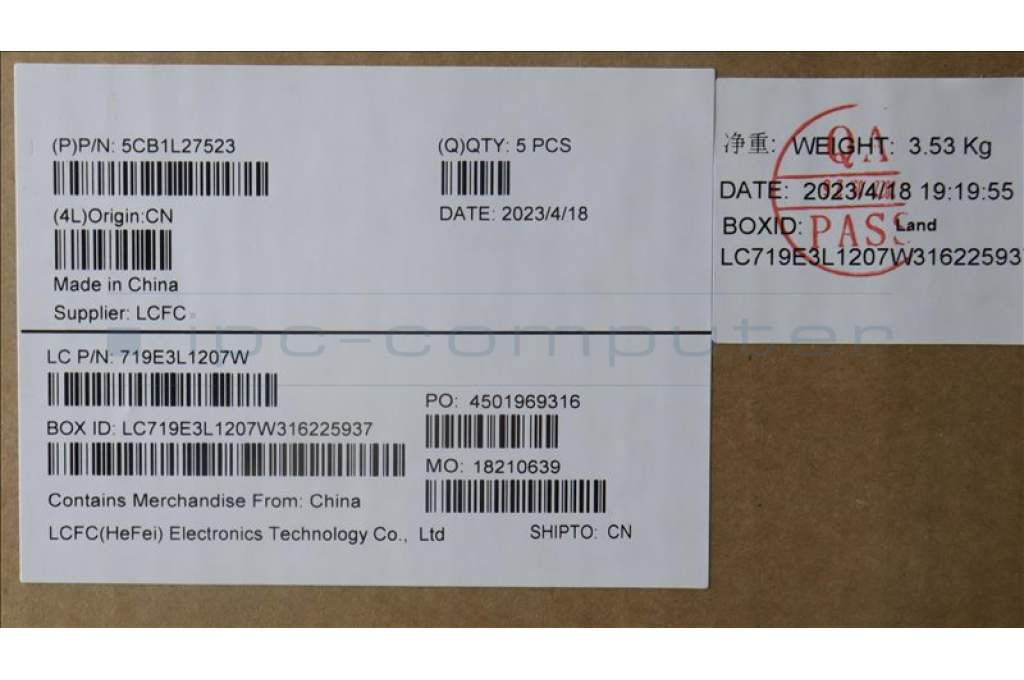 (P)P/N: 5CB1L27523
(Q)QTY: 5 PCS
(4L)Origin:CN
DATE: 2023/4/18
Made in China
Supplier: LCFC
LC P/N: 719E3L1207W
PO: 4501969316
BOX ID: LC719E3L1207W316225937
MO: 18210639
Contains Merchandise From: China
LCFC(HeFei) Electronics Technology Co., Ltd
SHIPTO: CN
净重: WEIGHT: 3.53 Kg
DATE: 2023/4/18 19:19:55
BOXID: Land
LC719E3L1207W31622593
QA
PASS
ipc-computer